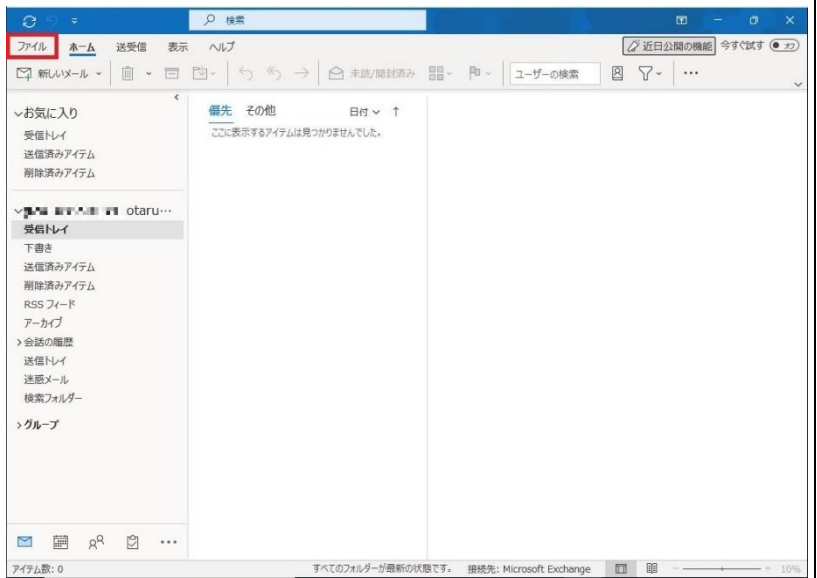 検索
ファイル ホーム 送受信 表示 ヘルプ 近日公開の機能 今すぐ試す オフ
新しいメール 未読/開封済み ユーザーの検索 …
お気に入り
優先 その他 日付 ↑
ここに表示するアイテムは見つかりませんでした。
受信トレイ
送信済みアイテム
削除済みアイテム
otaru…
受信トレイ
下書き
送信済みアイテム
削除済みアイテム
RSS フィード
アーカイブ
会話の履歴
送信トレイ
迷惑メール
検索フォルダー
グループ
アイテム数: 0 すべてのフォルダーが最新の状態です。 接続先: Microsoft Exchange 10%